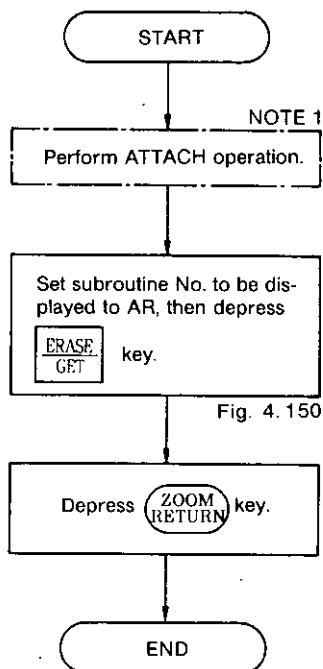 START
NOTE 1
Perform ATTACH operation.
Set subroutine No. to be dis-
played to AR, then depress
ERASE
GET
key.
Fig. 4.150
Depress ZOOM RETURN key.
END